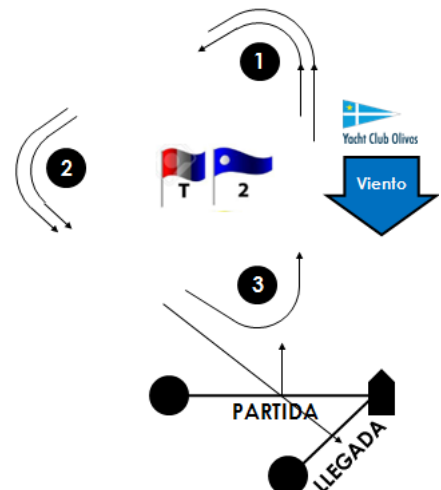 1
Yacht Club Olivos
2
T
2
Viento
3
PARTIDA
LLEGADA